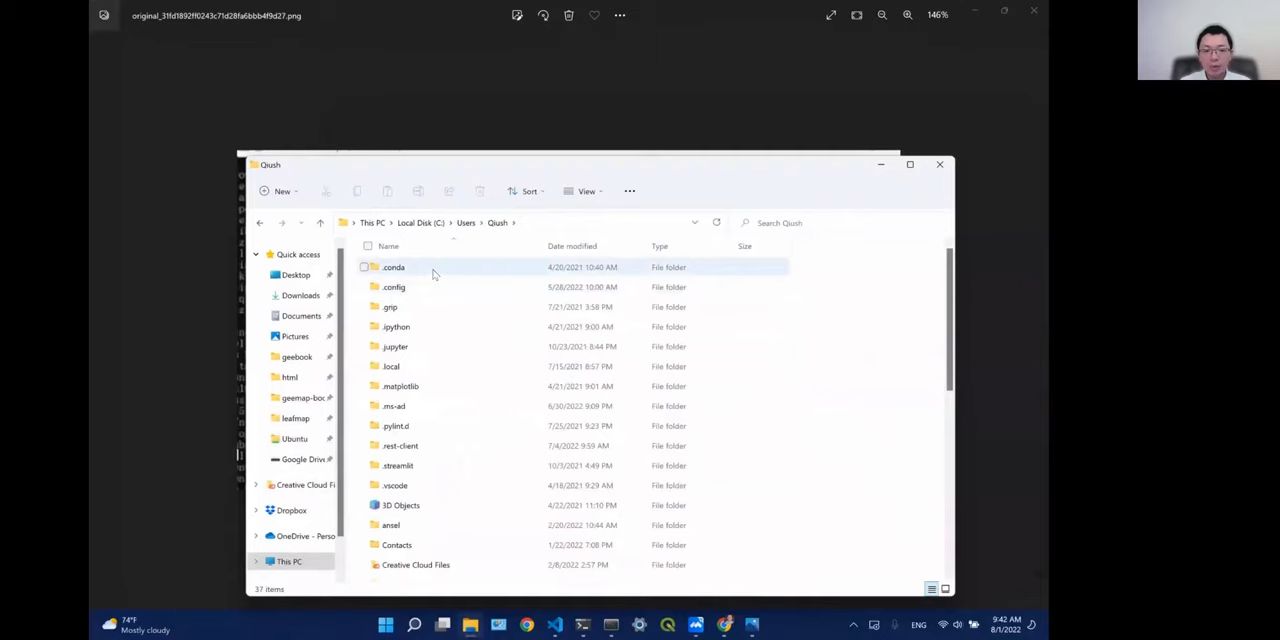 original_31fd1892ff0243c71d28fa6bbb4f9d27.png
146%
Qiush
New
Sort
View
This PC > Local Disk (C:) > Users > Qiush >
Search Qiush
Name Date modified Type Size
.conda 4/20/2021 10:40 AM File folder
.config 5/28/2022 10:00 AM File folder
.grip 7/21/2021 3:58 PM File folder
.ipython 4/21/2021 9:00 AM File folder
.jupyter 10/23/2021 8:44 PM File folder
.local 7/15/2021 8:57 PM File folder
.matplotlib 4/21/2021 9:01 AM File folder
.ms-ad 6/30/2022 9:09 PM File folder
.pylint.d 7/25/2021 9:23 PM File folder
.rest-client 7/4/2022 9:59 AM File folder
.streamlit 10/3/2021 4:49 PM File folder
.vscode 4/18/2021 9:29 AM File folder
3D Objects 4/22/2021 11:10 PM File folder
ansel 2/20/2022 10:44 AM File folder
Contacts 1/22/2022 7:08 PM File folder
Creative Cloud Files 2/8/2022 2:57 PM File folder
Quick access
Desktop
Downloads
Documents
Pictures
geebook
html
geemap-boo
leafmap
Ubuntu
Google Drive
Creative Cloud Fi
Dropbox
OneDrive - Perso
This PC
37 items
74°F
Mostly cloudy
ENG
9:42 AM
8/1/2022